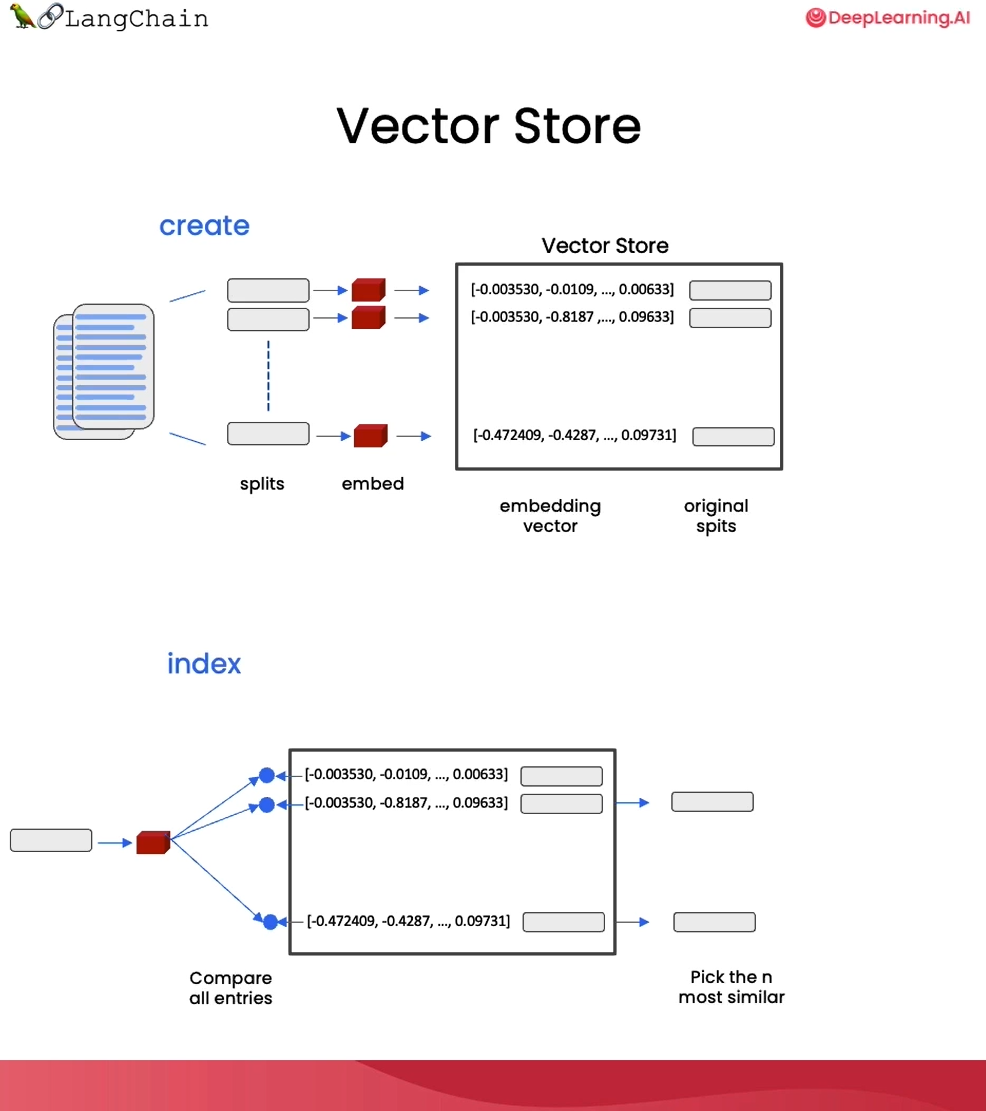 LangChain
DeepLearning.AI
Vector Store
create
Vector Store
[-0.003530, -0.0109, ..., 0.00633]
[-0.003530, -0.8187 ,..., 0.09633]
[-0.472409, -0.4287, ..., 0.09731]
splits
embed
embedding
vector
original
spits
index
[-0.003530, -0.0109, ..., 0.00633]
[-0.003530, -0.8187, ..., 0.09633]
[-0.472409, -0.4287, ..., 0.09731]
Compare
all entries
Pick the n
most similar